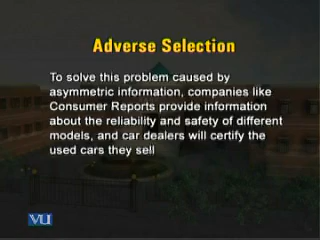 Adverse Selection
To solve this problem caused by
asymmetric information, companies like
Consumer Reports provide information
about the reliability and safety of different
models, and car dealers will certify the
used cars they sell
VU